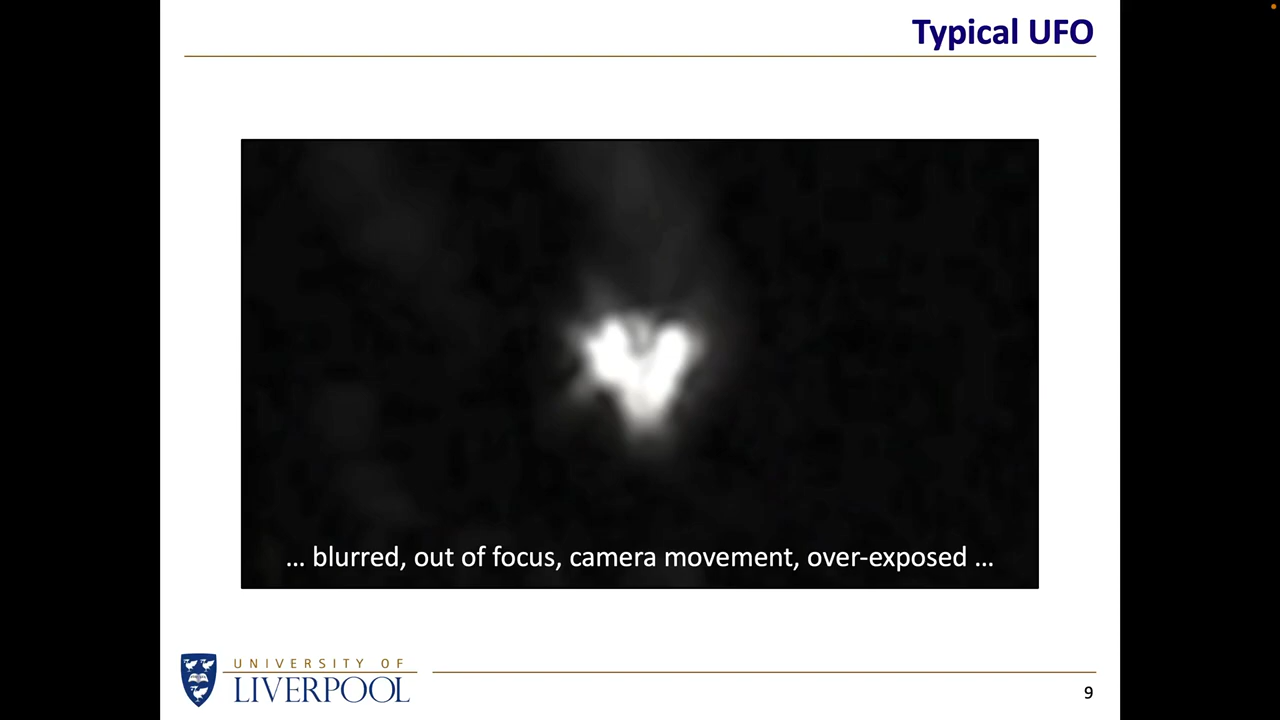 Typical UFO
... blurred, out of focus, camera movement, over-exposed ...
UNIVERSITY OF
LIVERPOOL
9